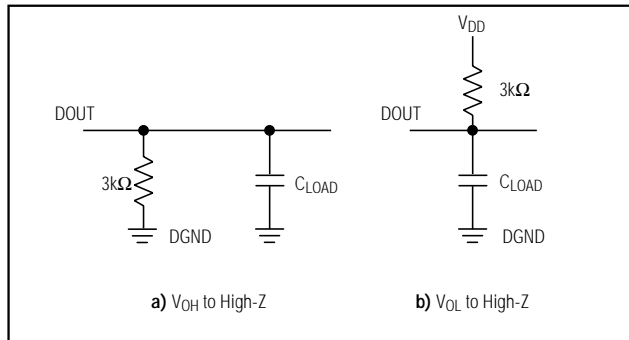 DOUT
3kΩ
DGND
CLOAD
a) VOH to High-Z
VDD
3kΩ
DOUT
CLOAD
DGND
b) VOL to High-Z